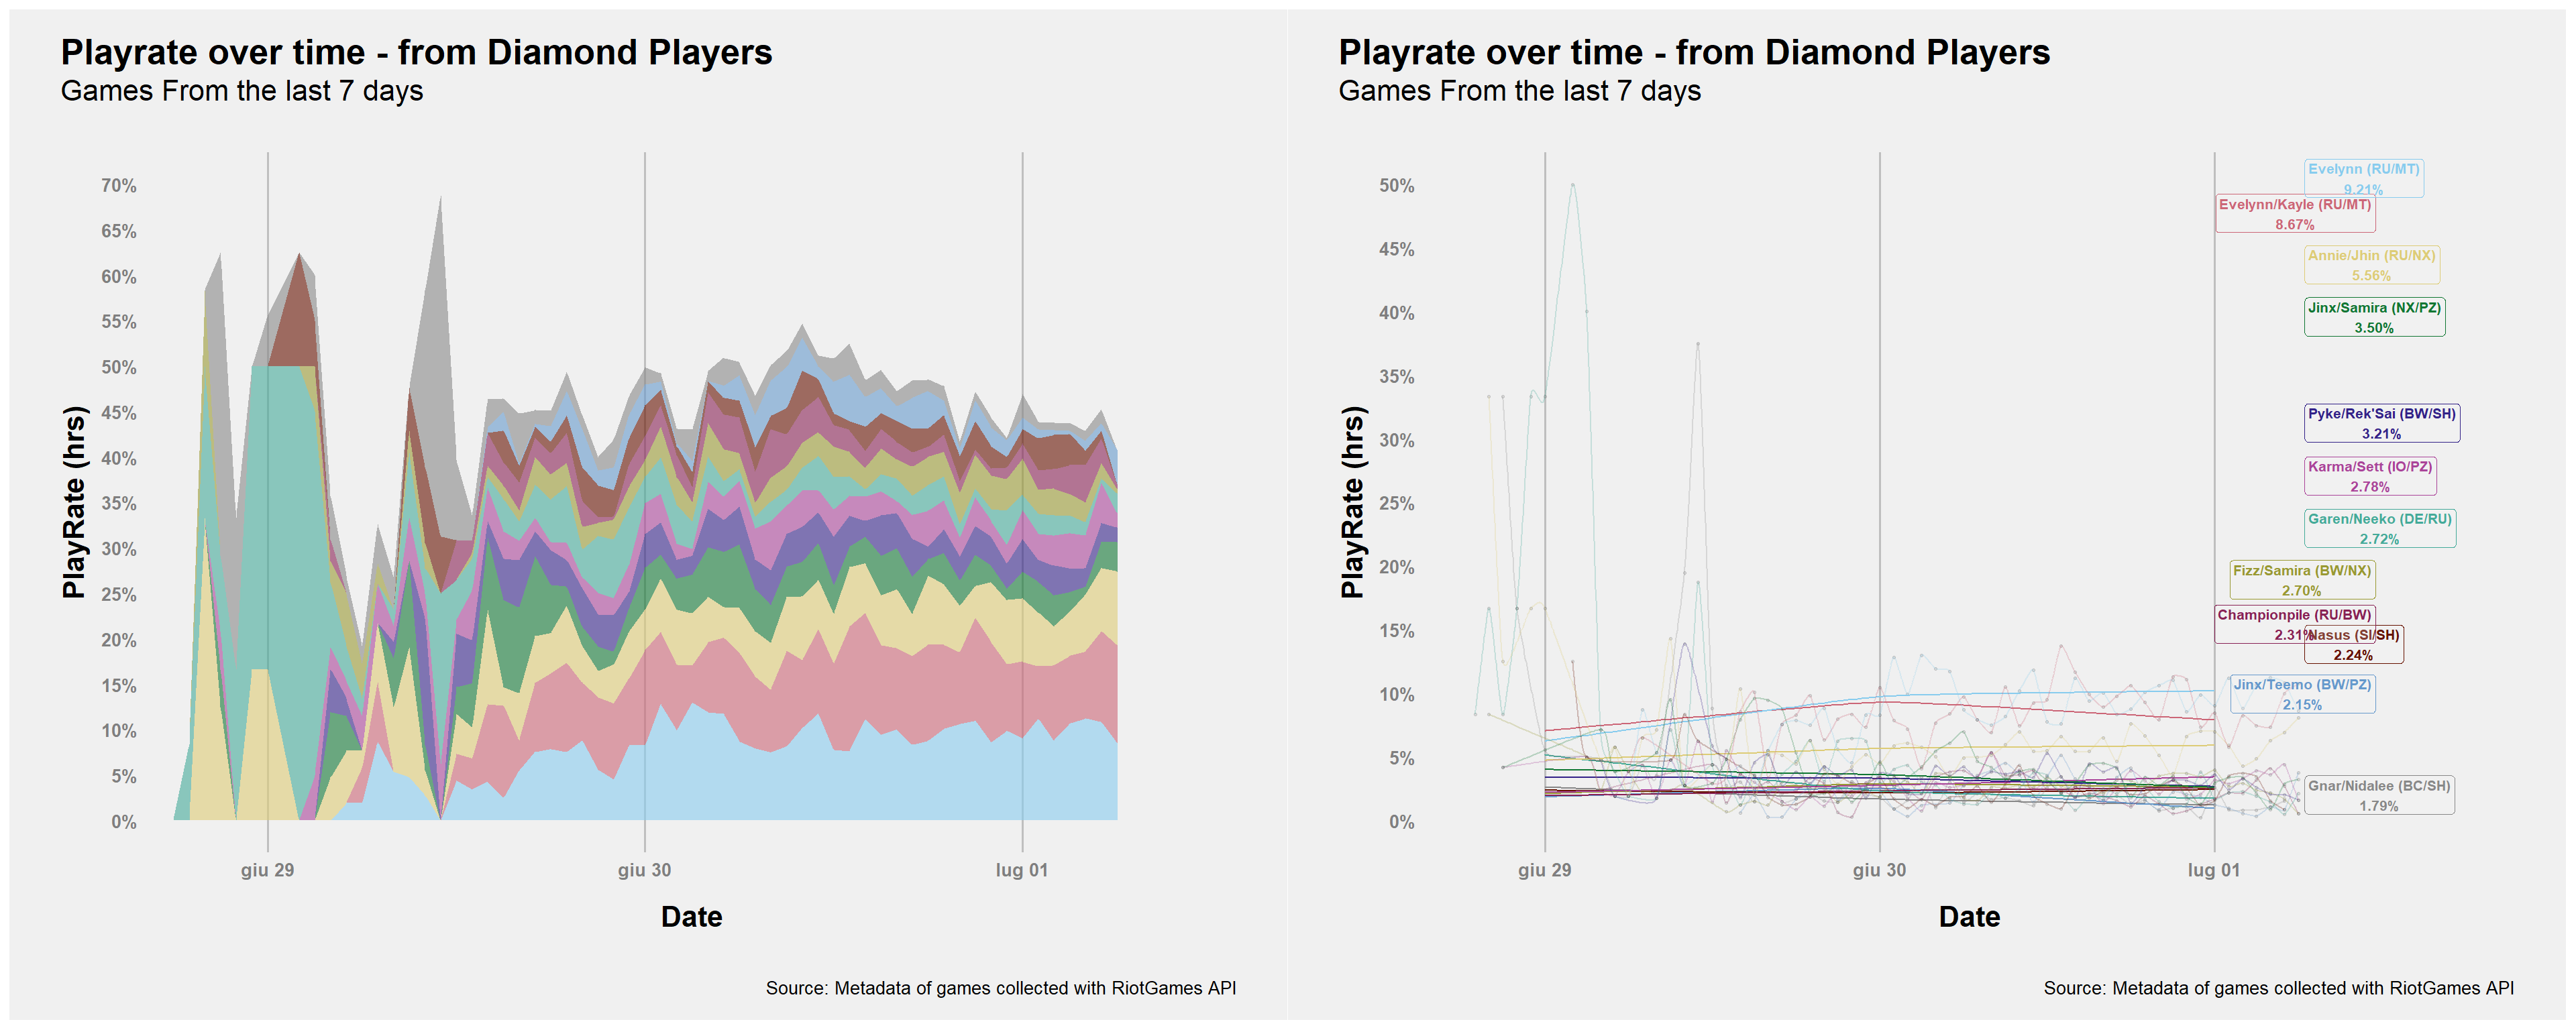 Playrate over time - from Diamond Players
Games From the last 7 days
70%
65%
60%
55%
50%
45%
40%
35%
30%
25%
20%
15%
10%
5%
0%
PlayRate (hrs)
giu 29
giu 30
lug 01
Date
Source: Metadata of games collected with RiotGames API
Playrate over time - from Diamond Players
Games From the last 7 days
50%
45%
40%
35%
30%
25%
20%
15%
10%
5%
0%
PlayRate (hrs)
Evelynn (RU/MT)
9.21%
Evelynn/Kayle (RU/MT)
8.67%
Annie/Jhin (RU/NX)
5.56%
Jinx/Samira (NX/PZ)
3.50%
Pyke/Rek'Sai (BW/SH)
3.21%
Karma/Sett (IO/PZ)
2.78%
Garen/Neeko (DE/RU)
2.72%
Fizz/Samira (BW/NX)
2.70%
Championpile (RU/BW)
2.31%
Nasus (SI/SH)
2.24%
Jinx/Teemo (BW/PZ)
2.15%
Gnar/Nidalee (BC/SH)
1.79%
giu 29
giu 30
lug 01
Date
Source: Metadata of games collected with RiotGames API